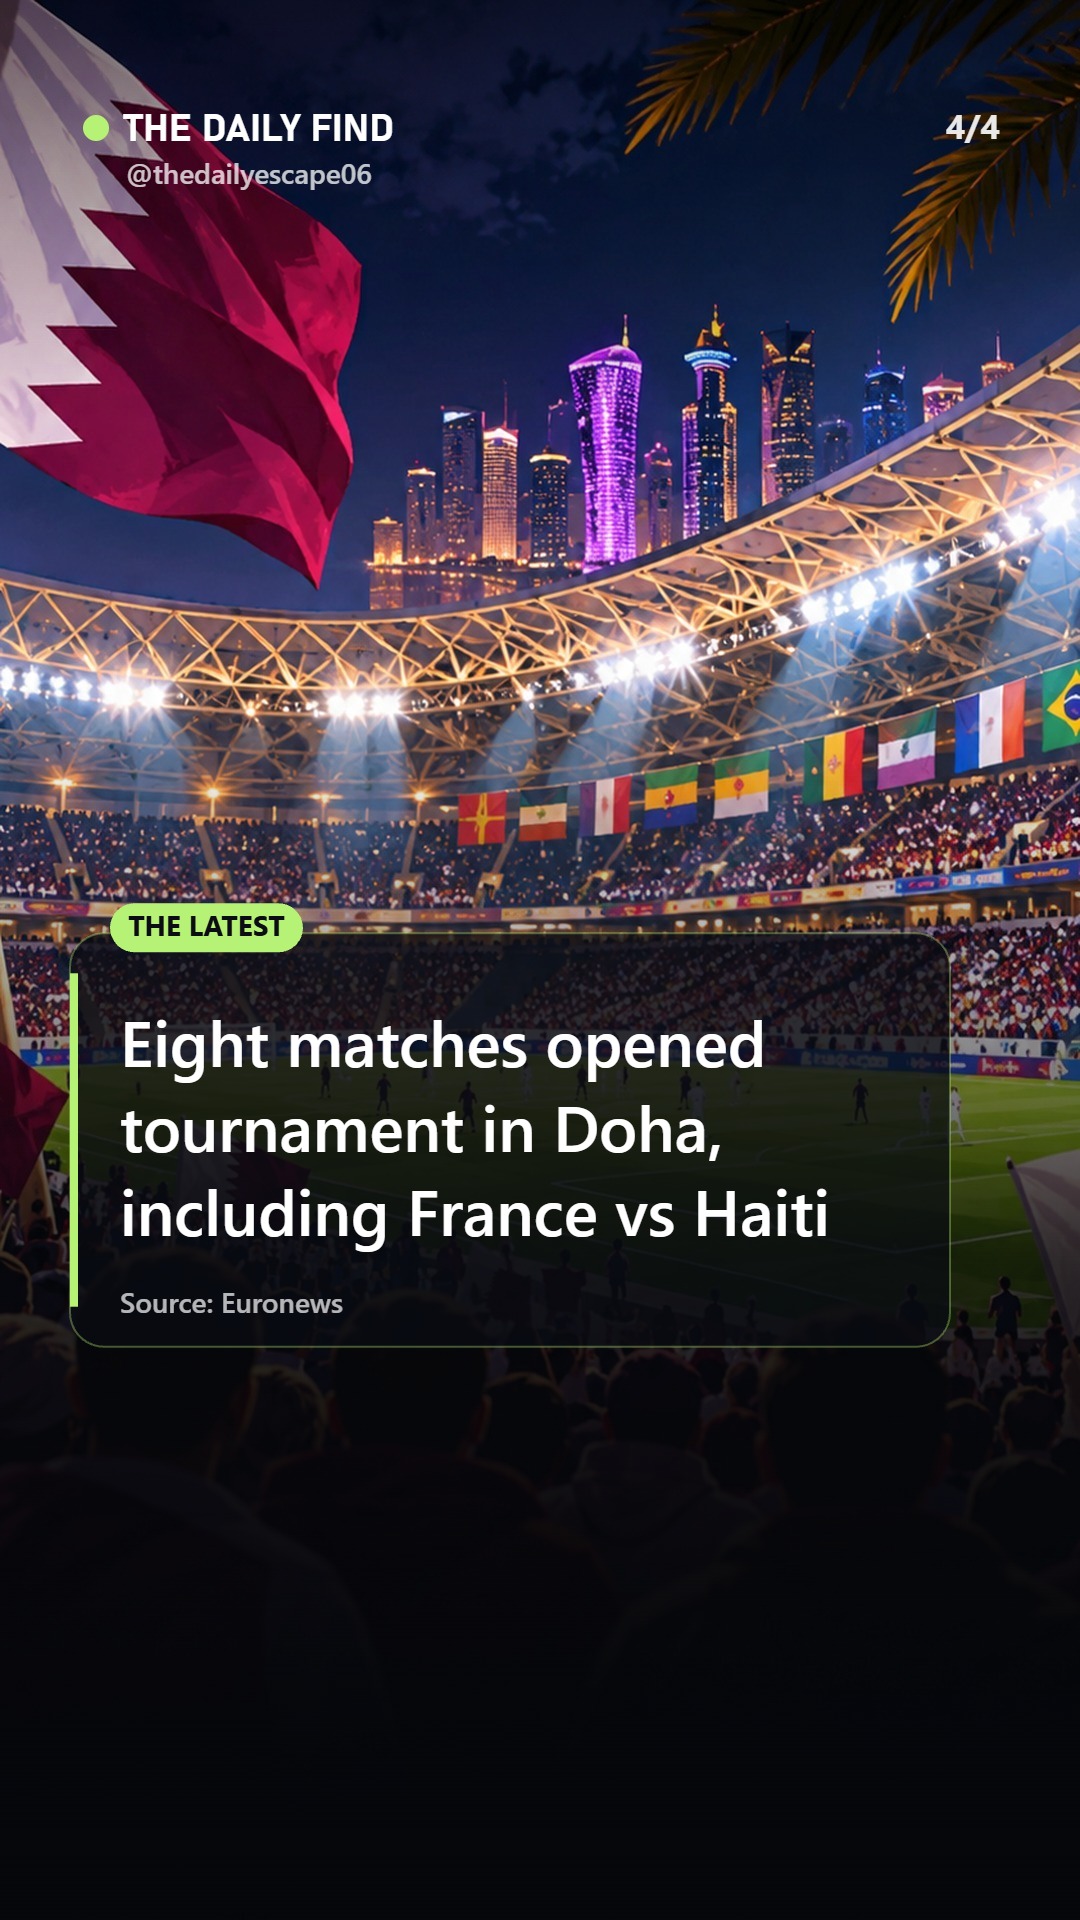 THE DAILY FIND
4/4
@thedailyescape06
THE LATEST
Eight matches opened
tournament in Doha,
including France vs Haiti
Source: Euronews